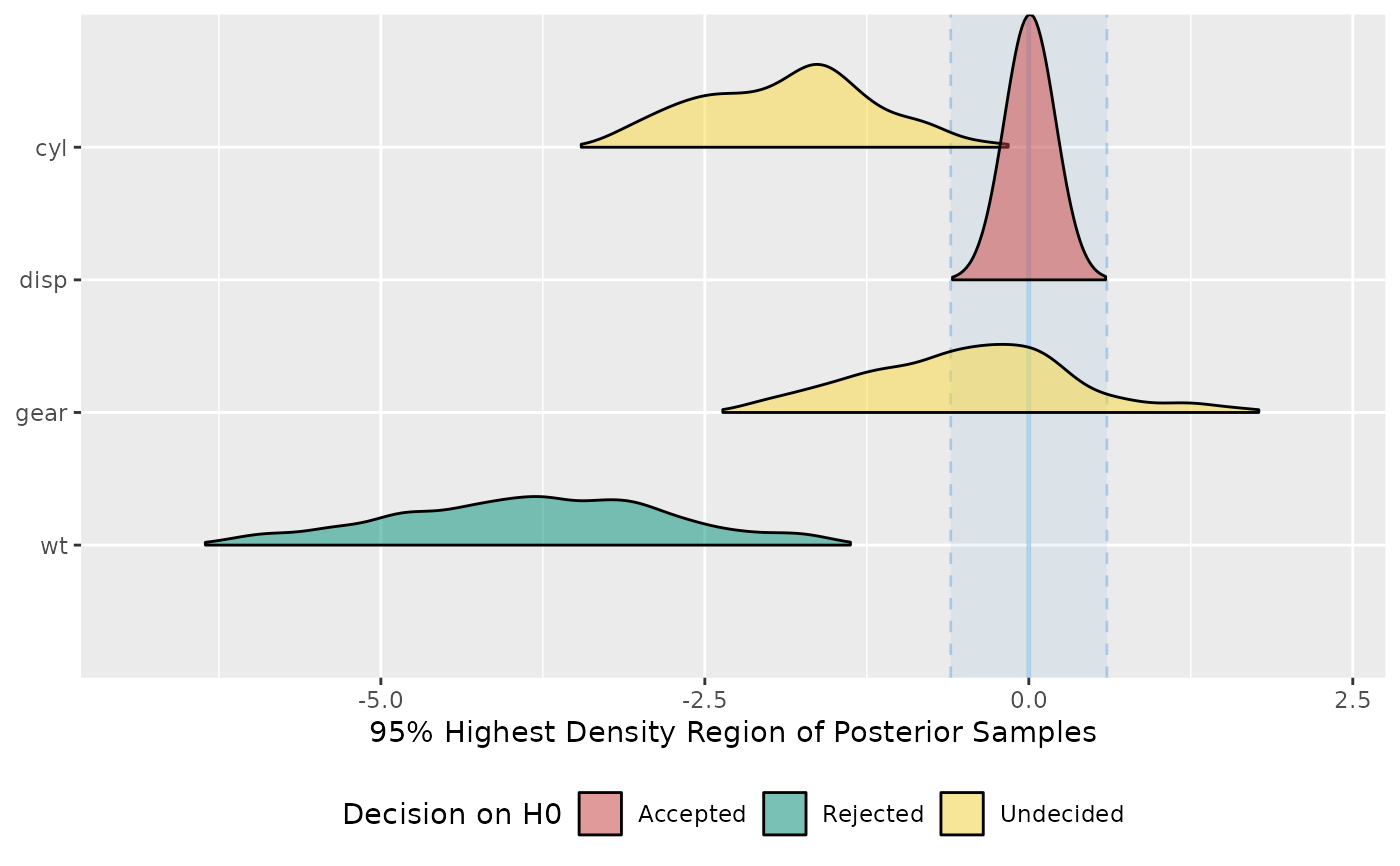 cyl
disp
gear
wt
-5.0 -2.5 0.0 2.5
95% Highest Density Region of Posterior Samples
Decision on H0 Accepted Rejected Undecided